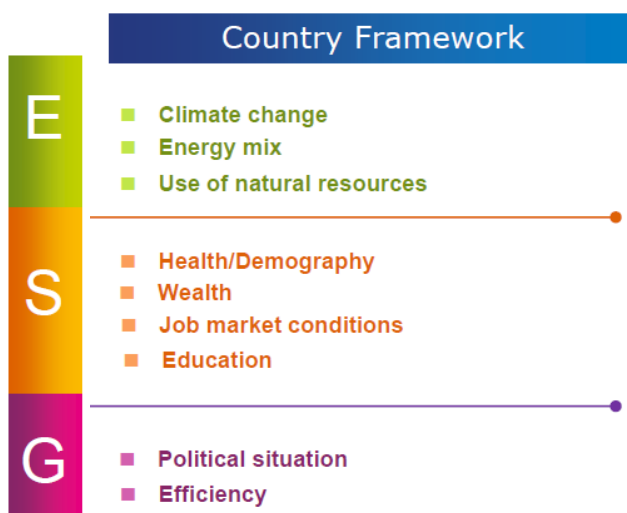 Country Framework
E
Climate change
Energy mix
Use of natural resources
S
Health/Demography
Wealth
Job market conditions
Education
G
Political situation
Efficiency